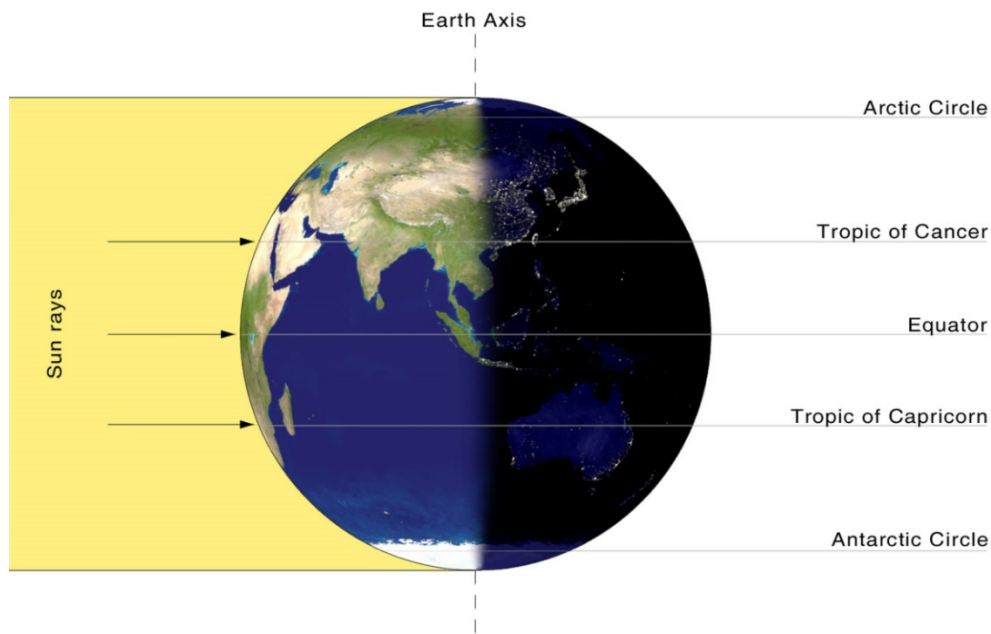 Earth Axis
Arctic Circle
Tropic of Cancer
Sun rays
Equator
Tropic of Capricorn
Antarctic Circle